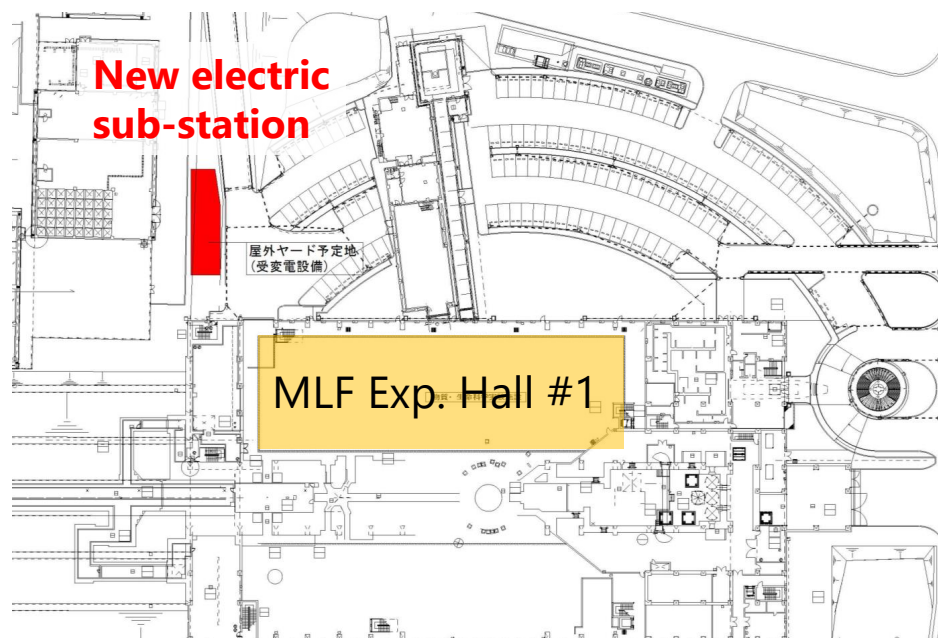 New electric
sub-station
屋外ヤード予定地
(受変電設備)
MLF Exp. Hall #1